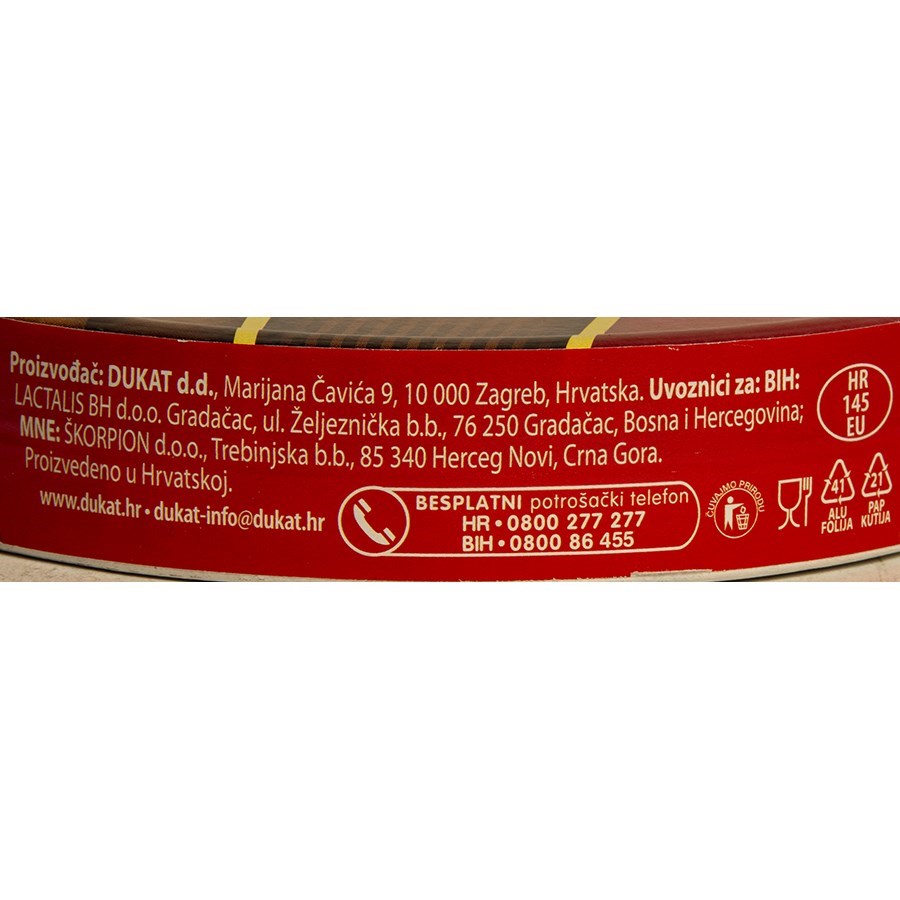 Proizvođač: DUKAT d.d., Marijana Čavića 9, 10 000 Zagreb, Hrvatska. Uvoznici za: BIH:
LACTALIS BH d.o.o. Gradačac, ul. Željeznička b.b., 76 250 Gradačac, Bosna i Hercegovina;
MNE: ŠKORPION d.o.o., Trebinjska b.b., 85 340 Herceg Novi, Crna Gora.
Proizvedeno u Hrvatskoj.
www.dukat.hr • dukat-info@dukat.hr
BESPLATNI potrošački telefon
HR • 0800 277 277
BIH • 0800 86 455
ČUVAJMO PRIRODU
HR
145
EU
41
ALU
FOLIJA
21
PAP
KUTIJA